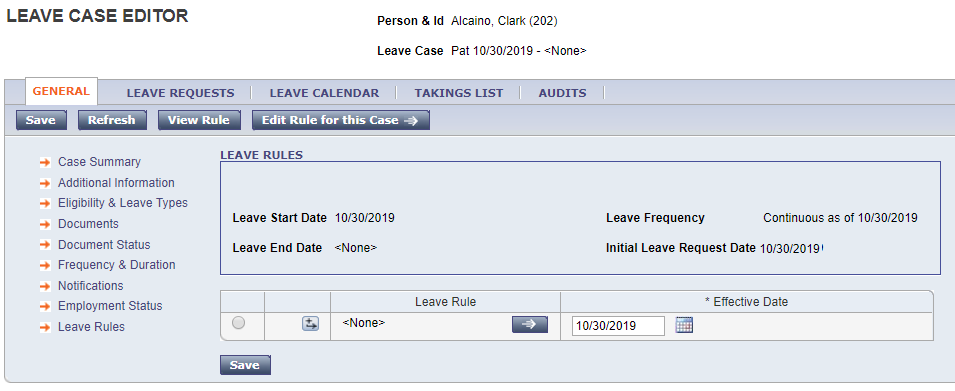 LEAVE CASE EDITOR
Person & Id Alcaino, Clark (202)
Leave Case Pat 10/30/2019 - <None>
GENERAL LEAVE REQUESTS LEAVE CALENDAR TAKINGS LIST AUDITS
Save Refresh View Rule Edit Rule for this Case
Case Summary
Additional Information
Eligibility & Leave Types
Documents
Document Status
Frequency & Duration
Notifications
Employment Status
Leave Rules
LEAVE RULES
Leave Start Date 10/30/2019 Leave Frequency Continuous as of 10/30/2019
Leave End Date <None> Initial Leave Request Date 10/30/2019
Leave Rule * Effective Date
<None> 10/30/2019
Save